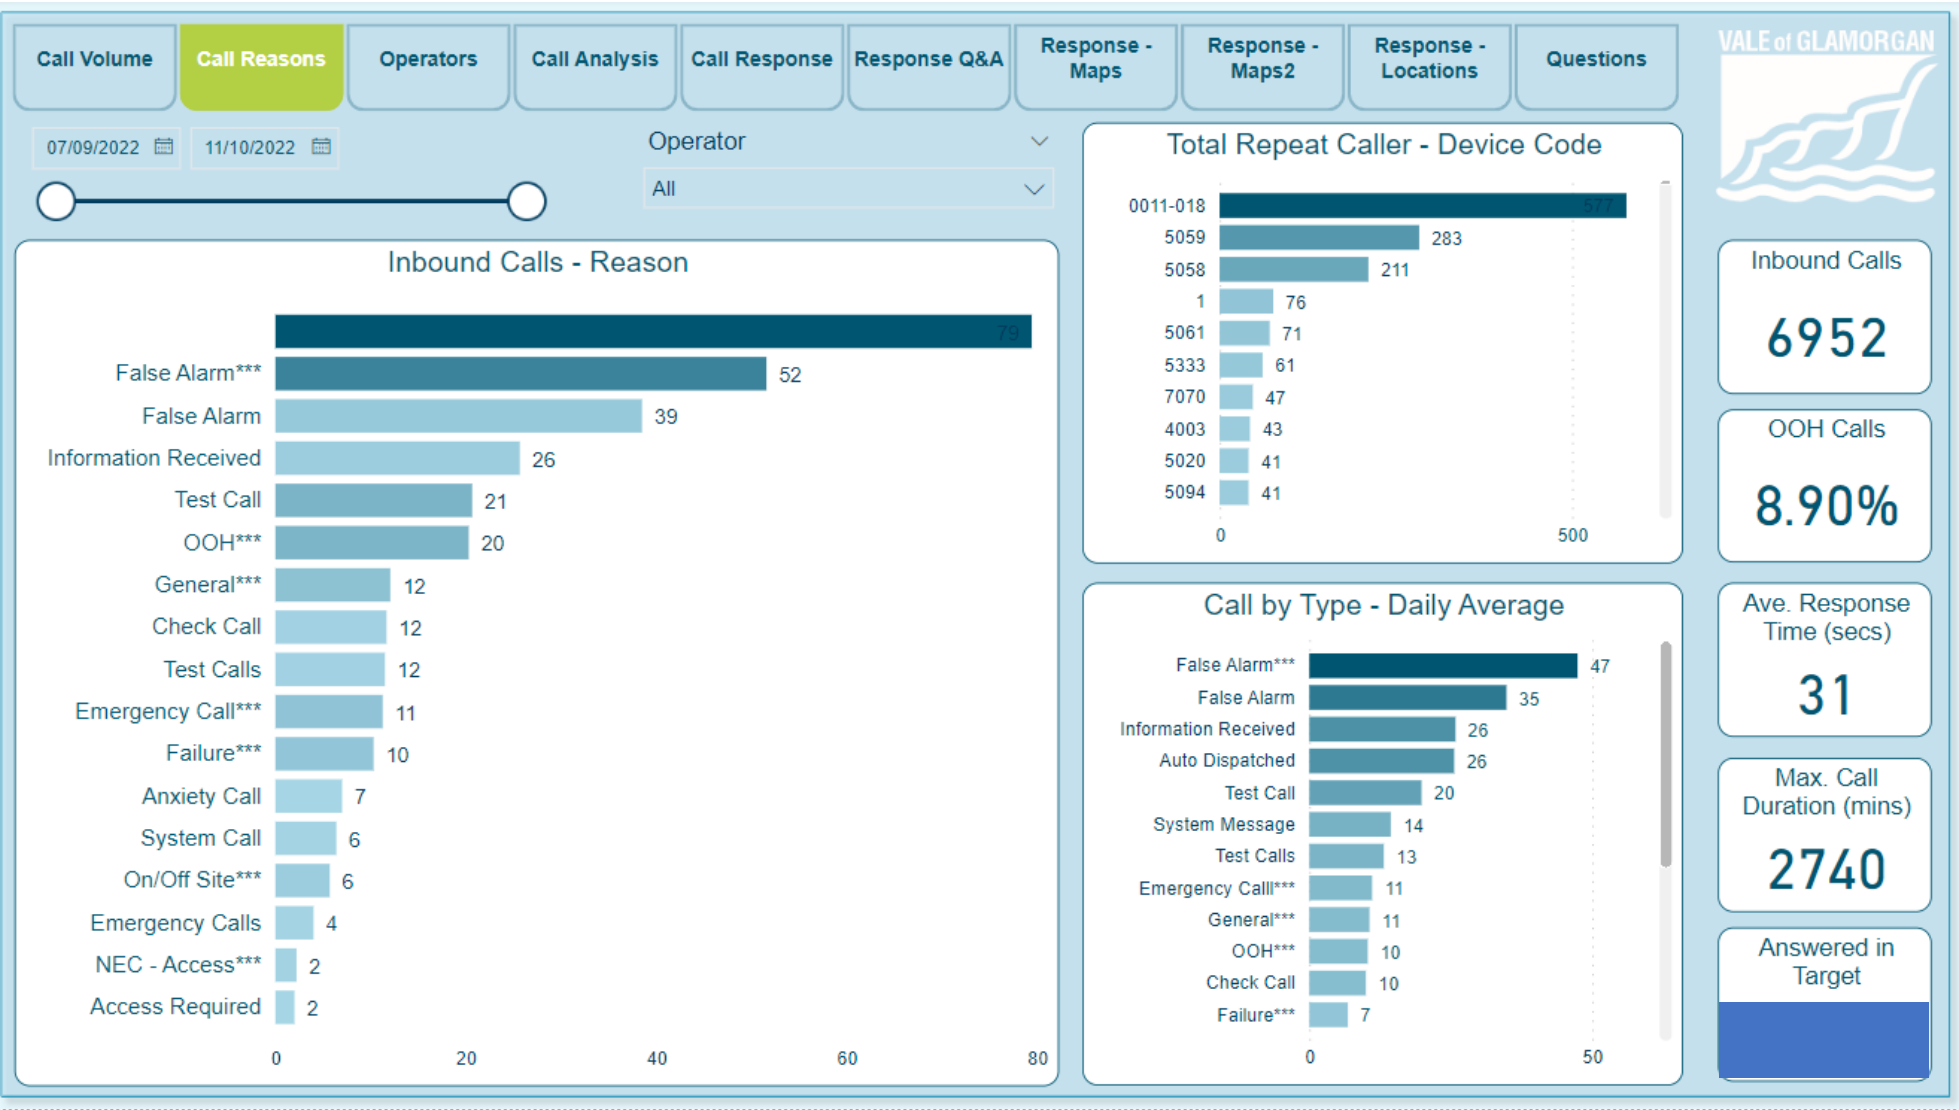 Call Volume
Call Reasons
Operators
Call Analysis
Call Response
Response Q&A
Response -
Maps
Response -
Maps2
Response -
Locations
Questions
VALE of GLAMORGAN
07/09/2022
11/10/2022
Operator
All
Inbound Calls - Reason
79
False Alarm*** 52
False Alarm 39
Information Received 26
Test Call 21
OOH*** 20
General*** 12
Check Call 12
Test Calls 12
Emergency Call*** 11
Failure*** 10
Anxiety Call 7
System Call 6
On/Off Site*** 6
Emergency Calls 4
NEC - Access*** 2
Access Required 2
0 20 40 60 80
Total Repeat Caller - Device Code
0011-018 577
5059 283
5058 211
1 76
5061 71
5333 61
7070 47
4003 43
5020 41
5094 41
0 500
Call by Type - Daily Average
False Alarm*** 47
False Alarm 35
Information Received 26
Auto Dispatched 26
Test Call 20
System Message 14
Test Calls 13
Emergency Calll*** 11
General*** 11
OOH*** 10
Check Call 10
Failure*** 7
0 50
Inbound Calls
6952
OOH Calls
8.90%
Ave. Response
Time (secs)
31
Max. Call
Duration (mins)
2740
Answered in
Target